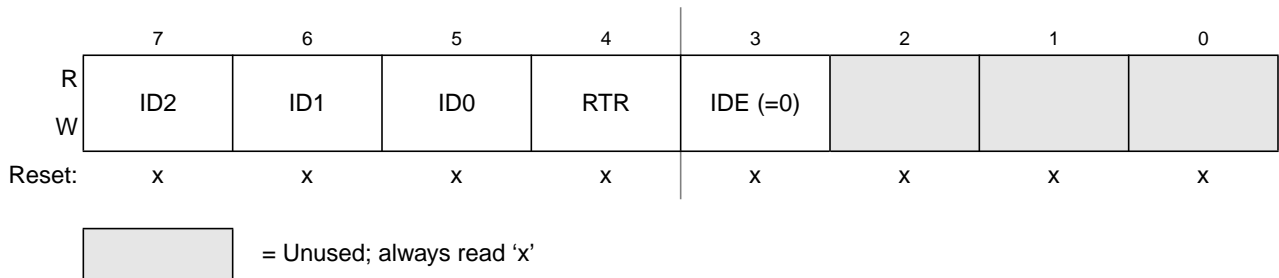 7 6 5 4 3 2 1 0
R
W
ID2 ID1 ID0 RTR IDE (=0)
Reset: x x x x x x x x
= Unused; always read ‘x’